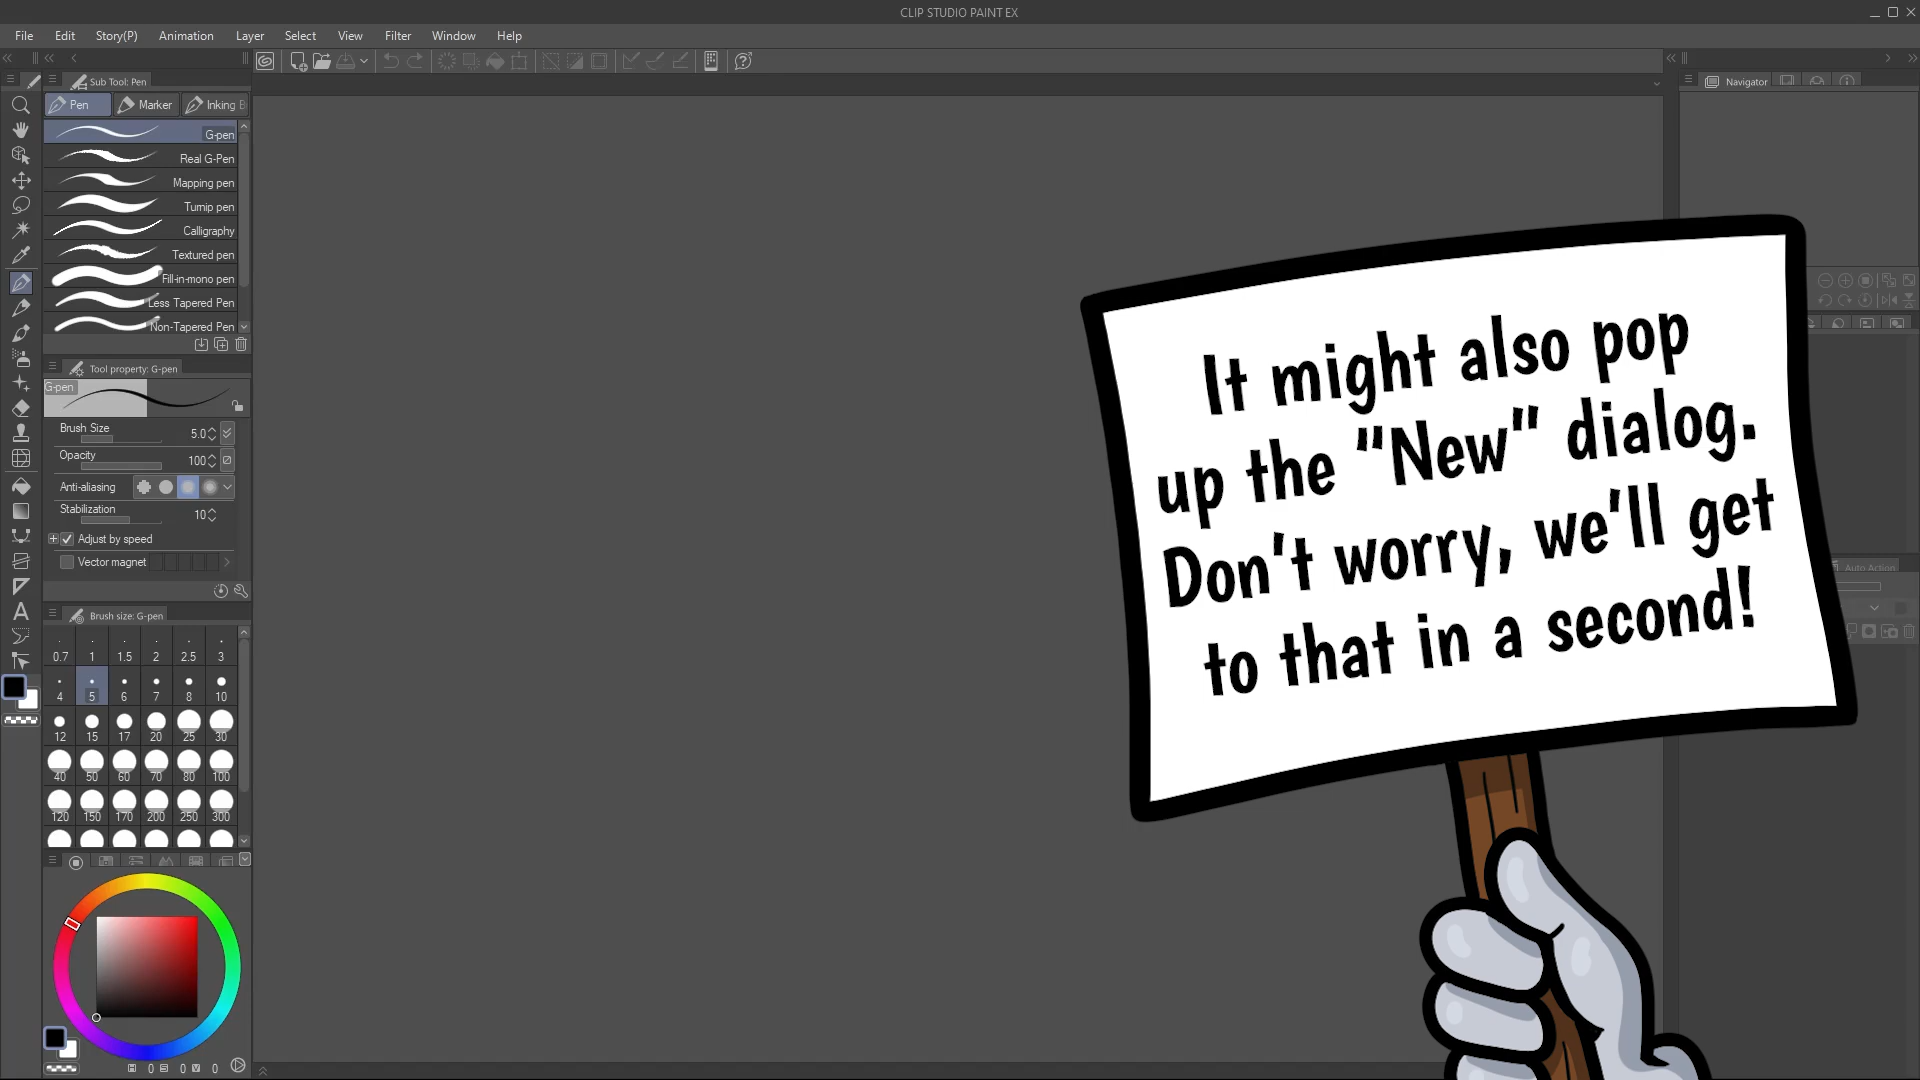 CLIP STUDIO PAINT EX
File Edit Story(P) Animation Layer Select View Filter Window Help
Sub Tool: Pen
Pen Marker Inking B
G-pen
Real G-Pen
Mapping pen
Turnip pen
Calligraphy
Textured pen
Fill-in-mono pen
Less Tapered Pen
Non-Tapered Pen
Tool property: G-pen
G-pen
Brush Size 5.0
Opacity 100
Anti-aliasing
Stabilization 10
Adjust by speed
Vector magnet
Brush size: G-pen
0.7 1 1.5 2 2.5 3
4 5 6 7 8 10
12 15 17 20 25 30
40 50 60 70 80 100
120 150 170 200 250 300
H 0 S 0 V 0
Navigator
Auto Action
It might also pop
up the "New" dialog.
Don't worry, we'll get
to that in a second!